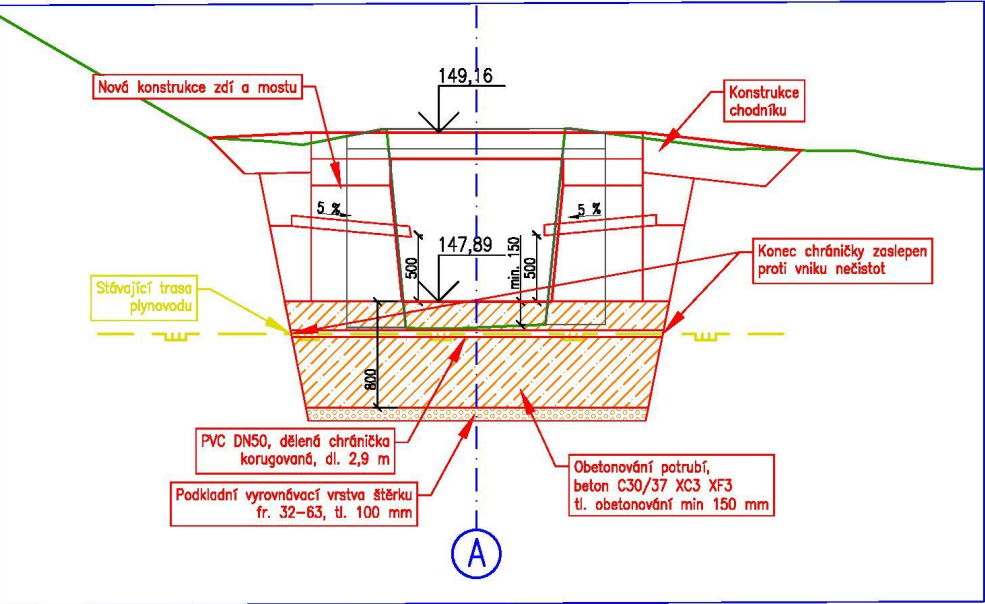 149,16
Nová konstrukce zdí a mostu
Konstrukce
chodníku
5 %
5 %
147,89
500
min. 150
500
Konec chráničky zaslepen
proti vniku nečistot
Stávající trasa
plynovodu
800
PVC DN50, dělená chránička
korugovaná, dl. 2,9 m
Podkladní vyrovnávací vrstva štěrku
fr. 32-63, tl. 100 mm
Obetonování potrubí,
beton C30/37 XC3 XF3
tl. obetonování min 150 mm
A